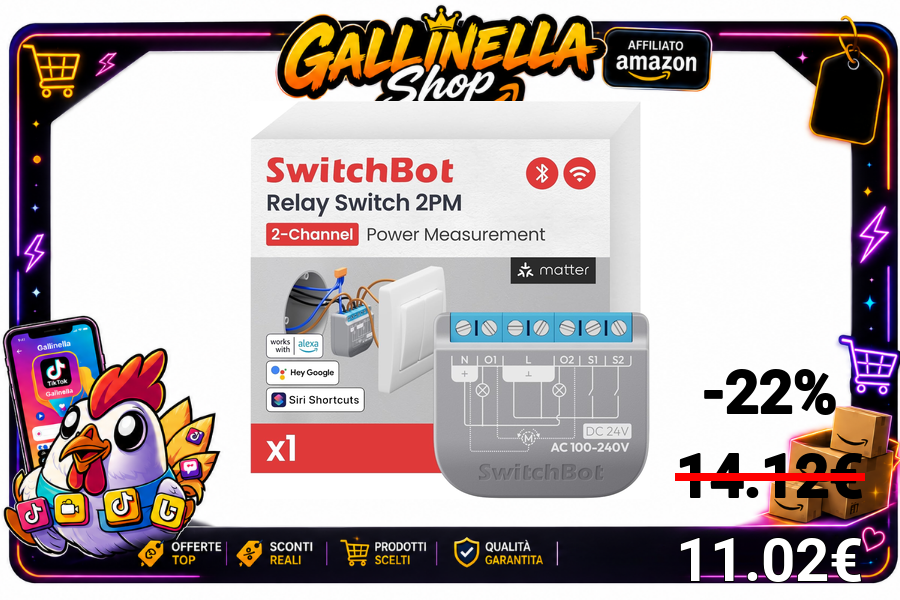 GALLINELLA
Shop
AFFILIATO
amazon
SwitchBot
Relay Switch 2PM
2-Channel Power Measurement
matter
works with alexa
Hey Google
Siri Shortcuts
x1
N O1 L O2 S1 S2
M
DC 24V
AC 100-240V
SwitchBot
Gallinella
TikTok
Gallinella
-22%
14.12€
11.02€
OFFERTE TOP
SCONTI REALI
PRODOTTI SCELTI
QUALITÀ GARANTITA